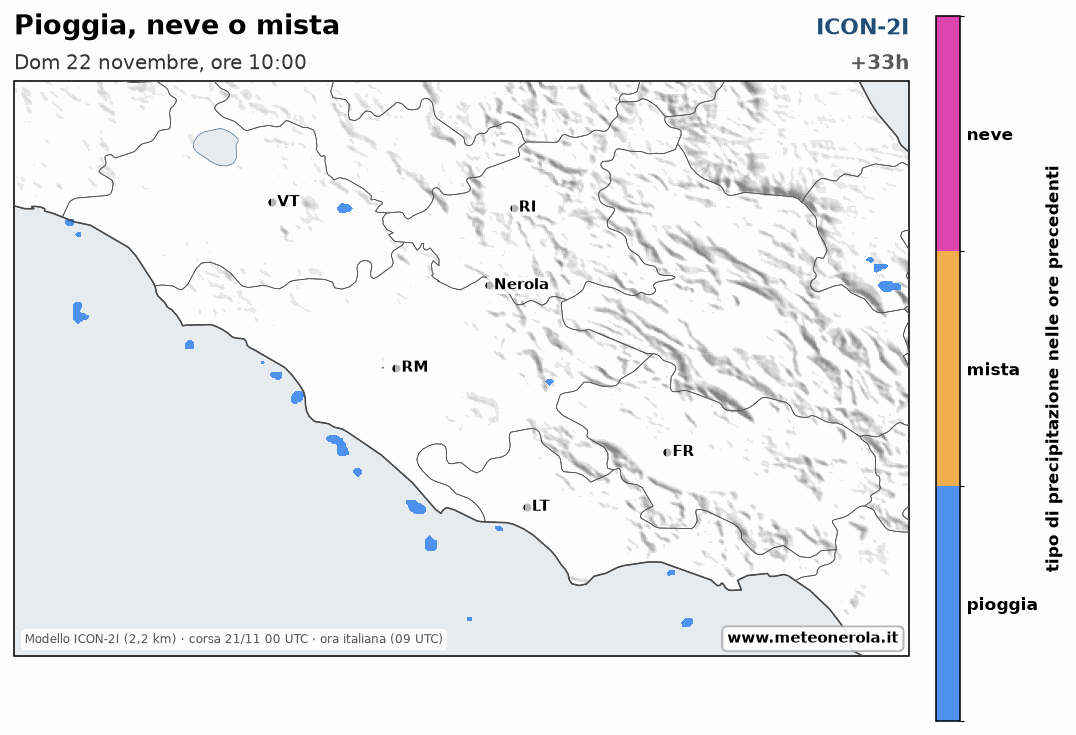 Pioggia, neve o mista
ICON-2I
Dom 22 novembre, ore 10:00
+33h
neve
mista
pioggia
tipo di precipitazione nelle ore precedenti
VT
RI
Nerola
RM
FR
LT
Modello ICON-2I (2,2 km) · corsa 21/11 00 UTC · ora italiana (09 UTC)
www.meteonerola.it